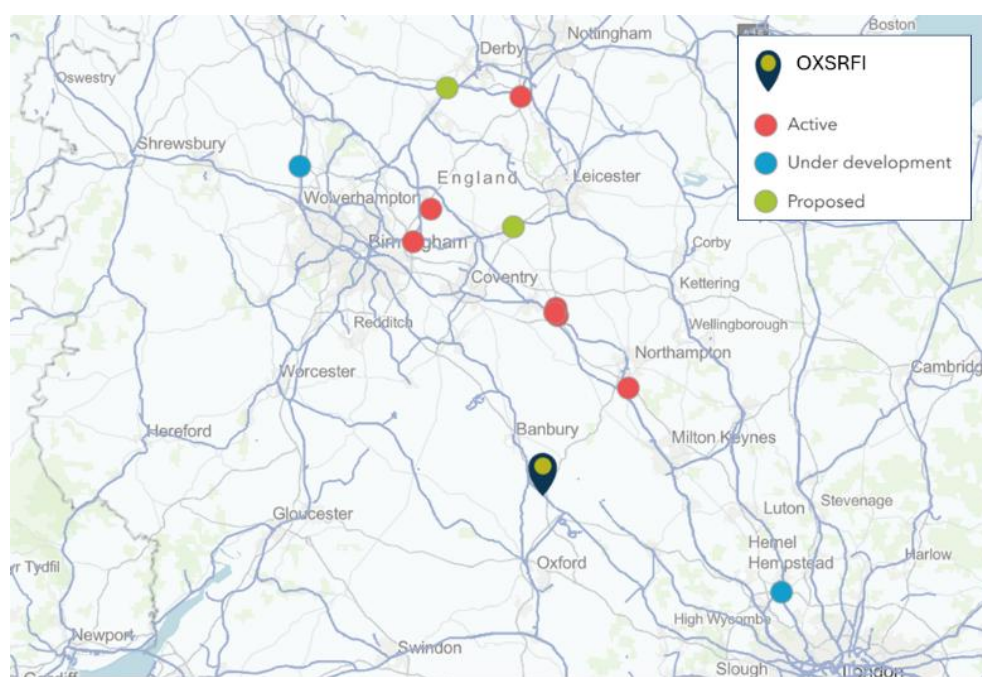 Boston
Nottingham
Derby
OXSRFI
Oswestry
Active
Shrewsbury
Under development
England
Leicester
Wolverhampton
Proposed
Birmingham
Corby
Coventry
Kettering
Redditch
Wellingborough
Northampton
Cambridg
Worcester
Banbury
Hereford
Milton Keynes
Stevenage
Gloucester
Luton
Hemel
Hempstead
Harlow
Oxford
r Tydfil
High Wycombe
Newport
Swindon
Slough
London
Cardiff